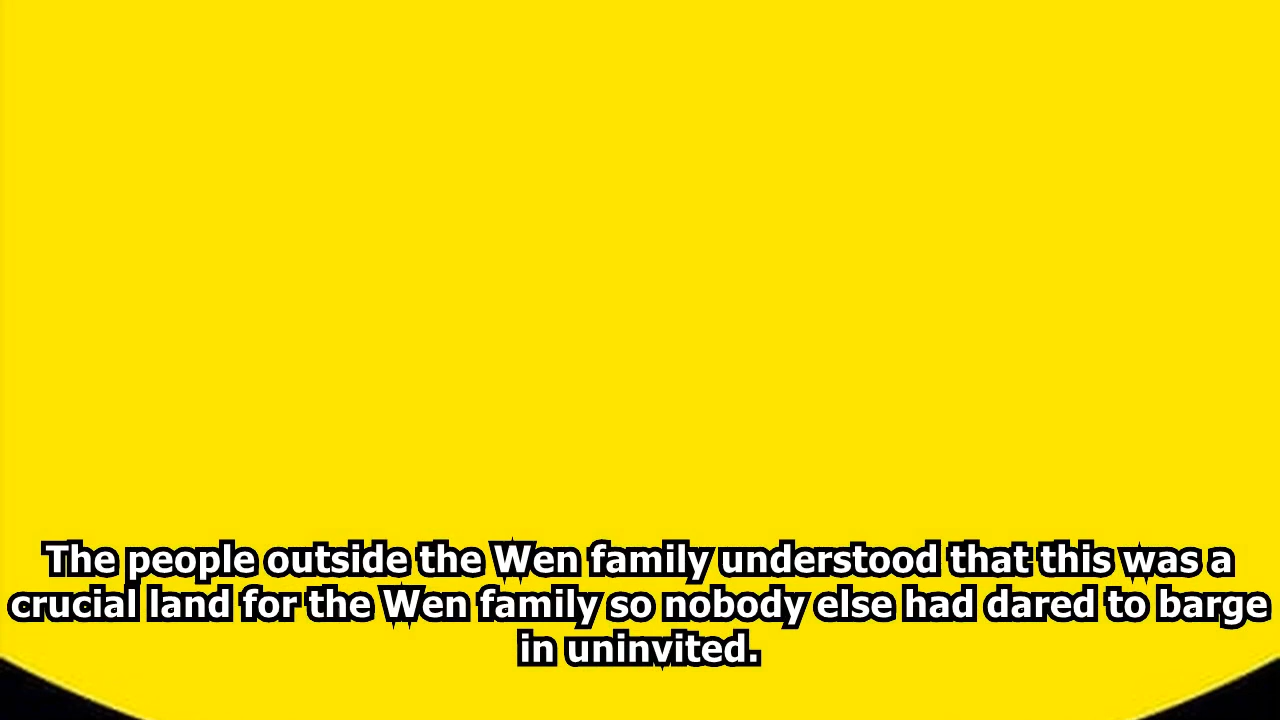 The people outside the Wen family understood that this was a
crucial land for the Wen family so nobody else had dared to barge
in uninvited.